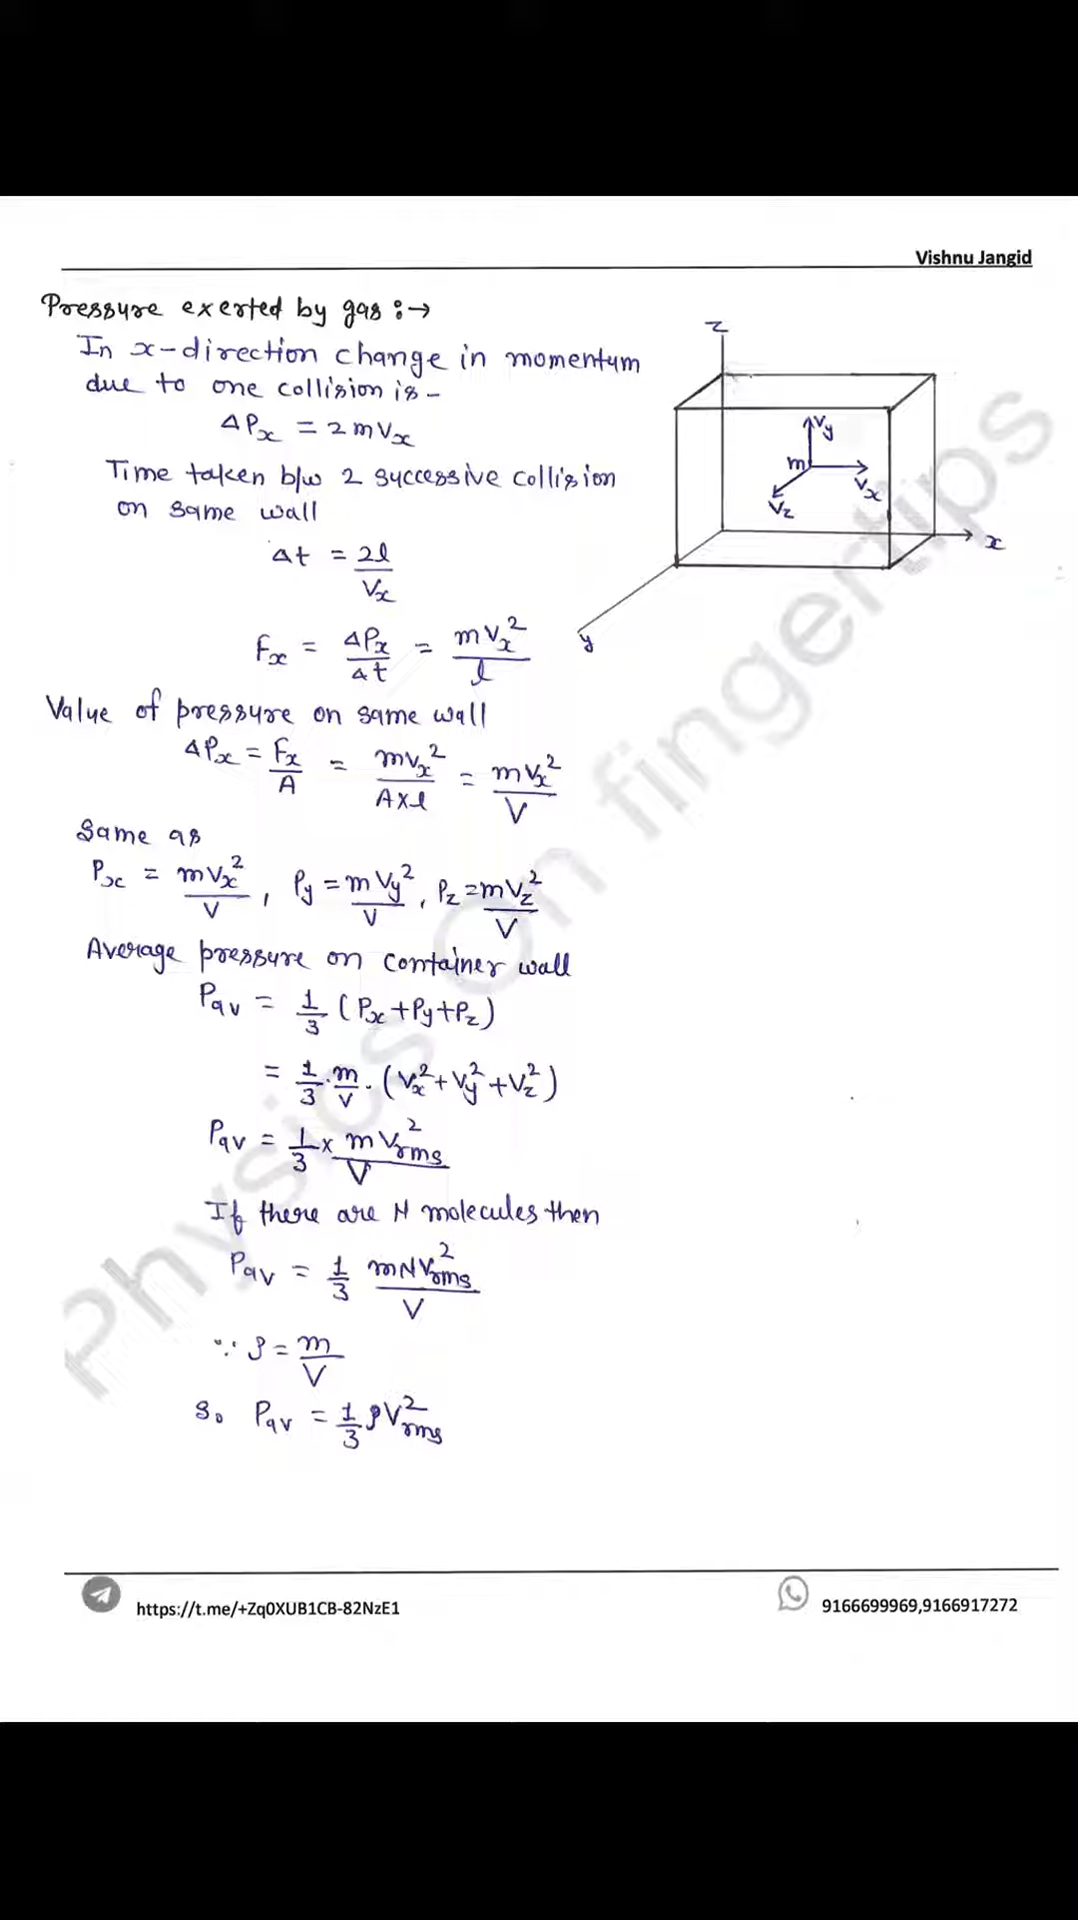 Vishnu Jangid
Pressure exerted by gas :→
In x-direction change in momentum
due to one collision is -
ΔPx = 2mVx
Time taken b/w 2 successive collision
on same wall
Δt = 2l/Vx
Fx = ΔPx/Δt = mVx²/l
Value of pressure on same wall
ΔPx = Fx/A = mVx²/A×l = mVx²/V
Same as
Px = mVx²/V, Py = mVy²/V, Pz = mVz²/V
Average pressure on container wall
Pav = 1/3 (Px+Py+Pz)
= 1/3 . m/V . (Vx²+Vy²+Vz²)
Pav = 1/3 × mVrms²/V
If there are N molecules then
Pav = 1/3 mNVrms²/V
∵ ρ = m/V
So Pav = 1/3 ρVrms²
z
Vy
m
Vx
Vz
x
y
Physics On fingertips
https://t.me/+Zq0XUB1CB-82NzE1
9166699969,9166917272